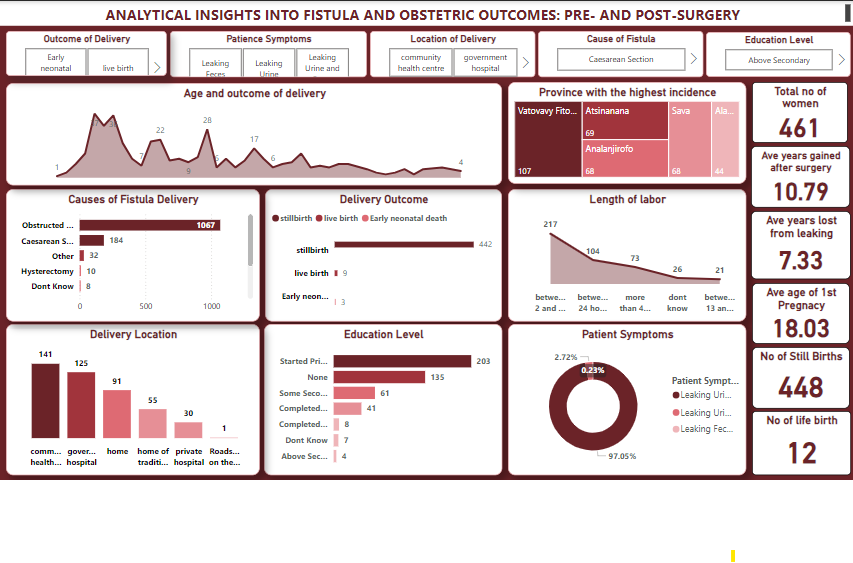 ANALYTICAL INSIGHTS INTO FISTULA AND OBSTETRIC OUTCOMES: PRE- AND POST-SURGERY
Outcome of Delivery
Early
neonatal
live birth
Patience Symptoms
Leaking
Feces
Leaking
Urine
Leaking
Urine and
Location of Delivery
community
health centre
government
hospital
Cause of Fistula
Caesarean Section
Education Level
Above Secondary
Age and outcome of delivery
1
22
9
28
17
6
4
Province with the highest incidence
Vatovavy Fito...
107
Atsinanana
69
Analanjirofo
68
Sava
68
Ala...
44
Total no of
women
461
Ave years gained
after surgery
10.79
Ave years lost
from leaking
7.33
Ave age of 1st
Pregnacy
18.03
No of Still Births
448
No of life birth
12
Causes of Fistula Delivery
Obstructed ...
1067
Caesarean S...
184
Other
32
Hysterectomy
10
Dont Know
8
0
500
1000
Delivery Outcome
stillbirth
live birth
Early neonatal death
stillbirth
442
live birth
9
Early neon...
3
Length of labor
217
104
73
26
21
betwe...
2 and ...
betwe...
24 ho...
more
than 4...
dont
know
betwe...
13 an...
Delivery Location
141
125
91
55
30
1
comm...
health...
gover...
hospital
home
home of
traditi...
private
hospital
Roads...
on the...
Education Level
Started Pri...
203
None
135
Some Seco...
61
Completed...
41
Completed...
8
Dont Know
7
Above Sec...
4
Patient Symptoms
2.72%
0.23%
97.05%
Patient Sympt...
Leaking Uri...
Leaking Uri...
Leaking Fec...